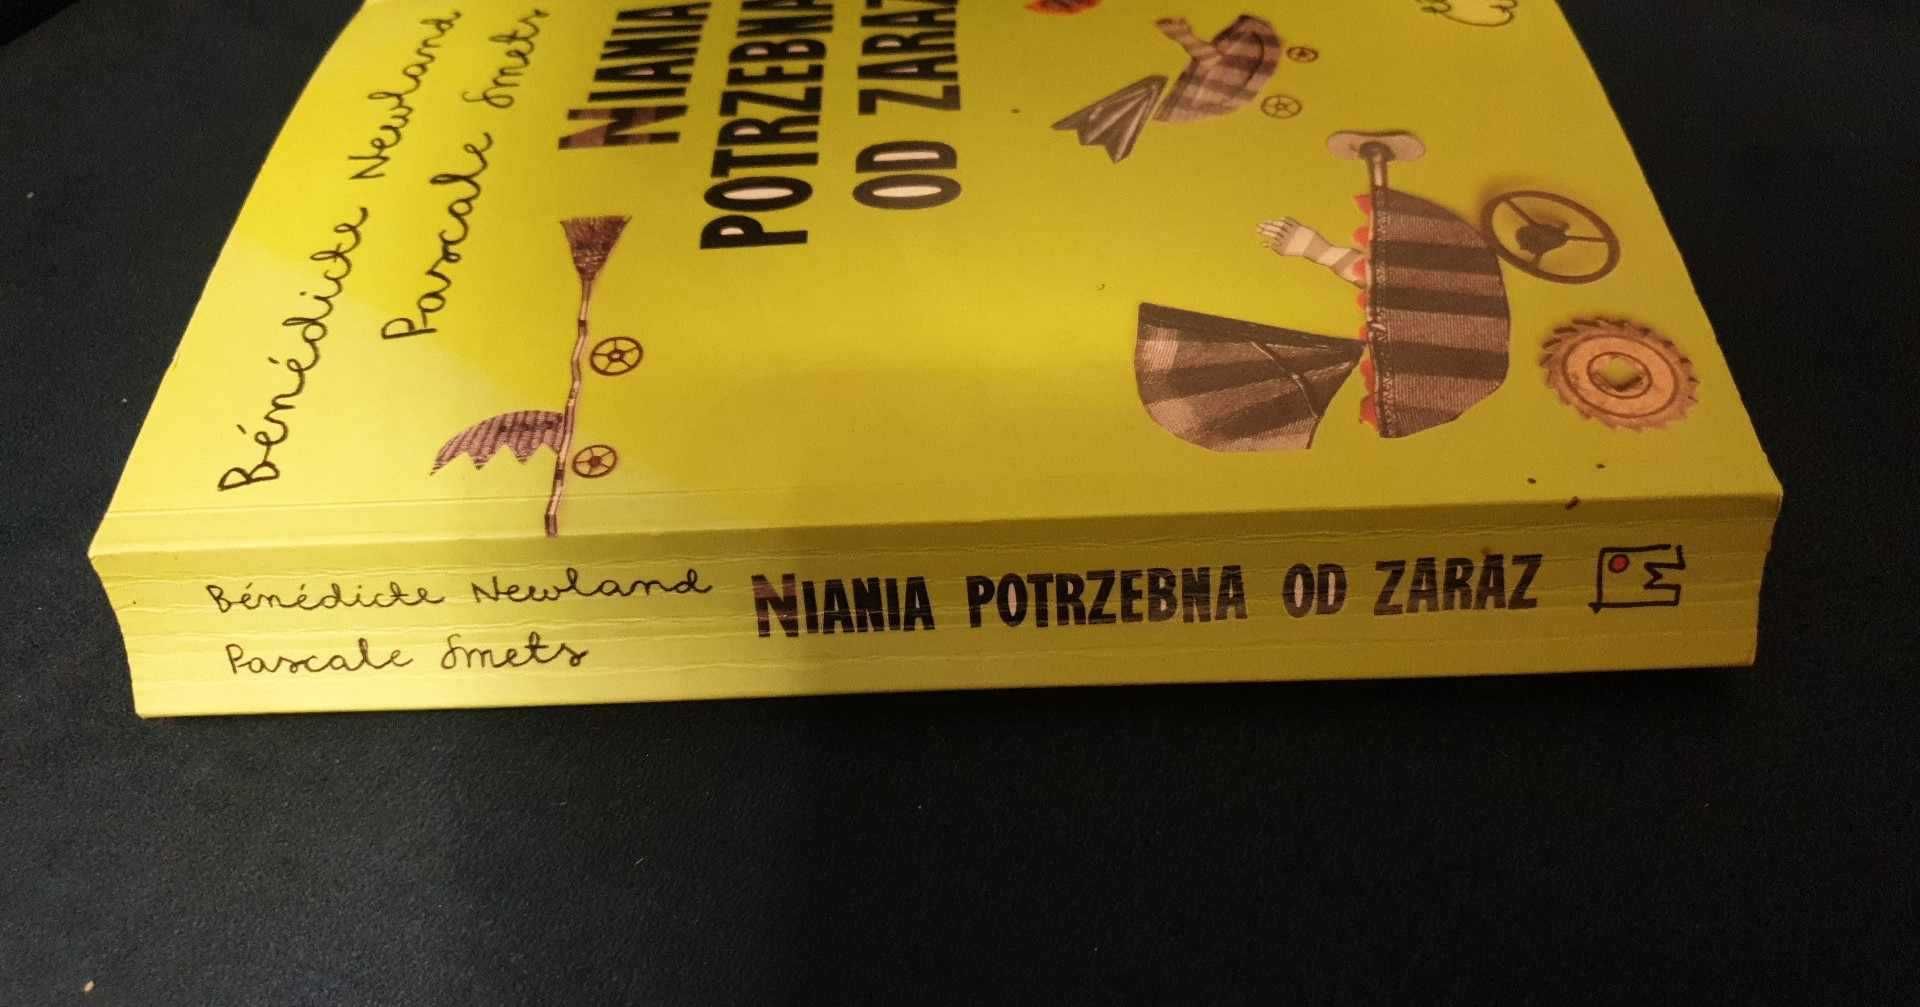 Bénédicte Newland
Pascale Smets
NIANIA
POTRZEBNA
OD ZARAZ
Bénédicte Newland
Pascale Smets
NIANIA POTRZEBNA OD ZARAZ